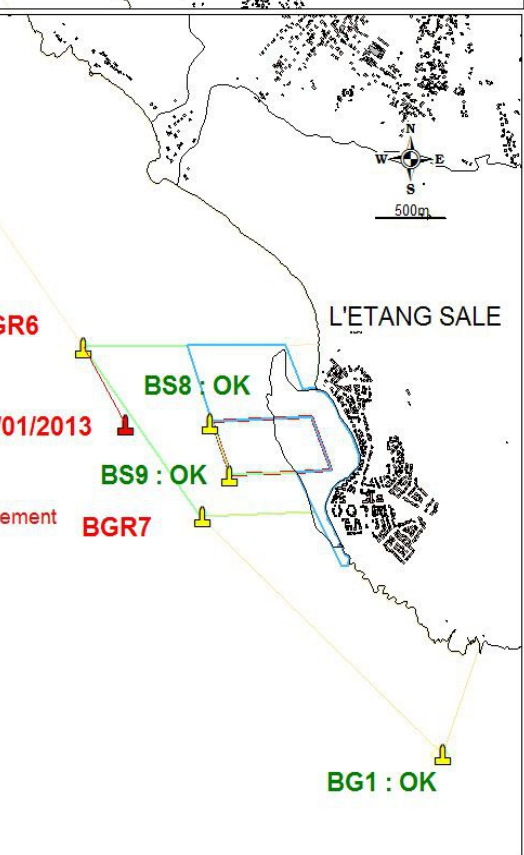 N
W E
S
500m
L'ETANG SALE
GR6
BS8 : OK
/01/2013
BS9 : OK
ement
BGR7
BG1 : OK